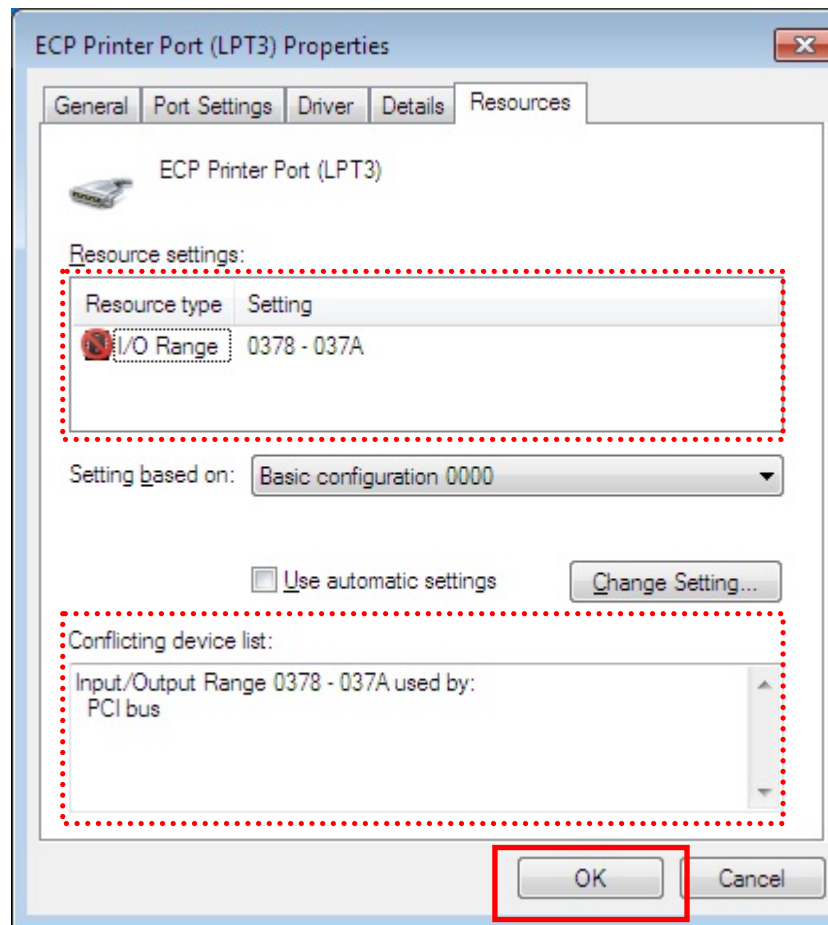 ECP Printer Port (LPT3) Properties
General Port Settings Driver Details Resources
ECP Printer Port (LPT3)
Resource settings:
Resource type Setting
I/O Range 0378 - 037A
Setting based on: Basic configuration 0000
Use automatic settings Change Setting...
Conflicting device list:
Input/Output Range 0378 - 037A used by:
PCI bus
OK Cancel